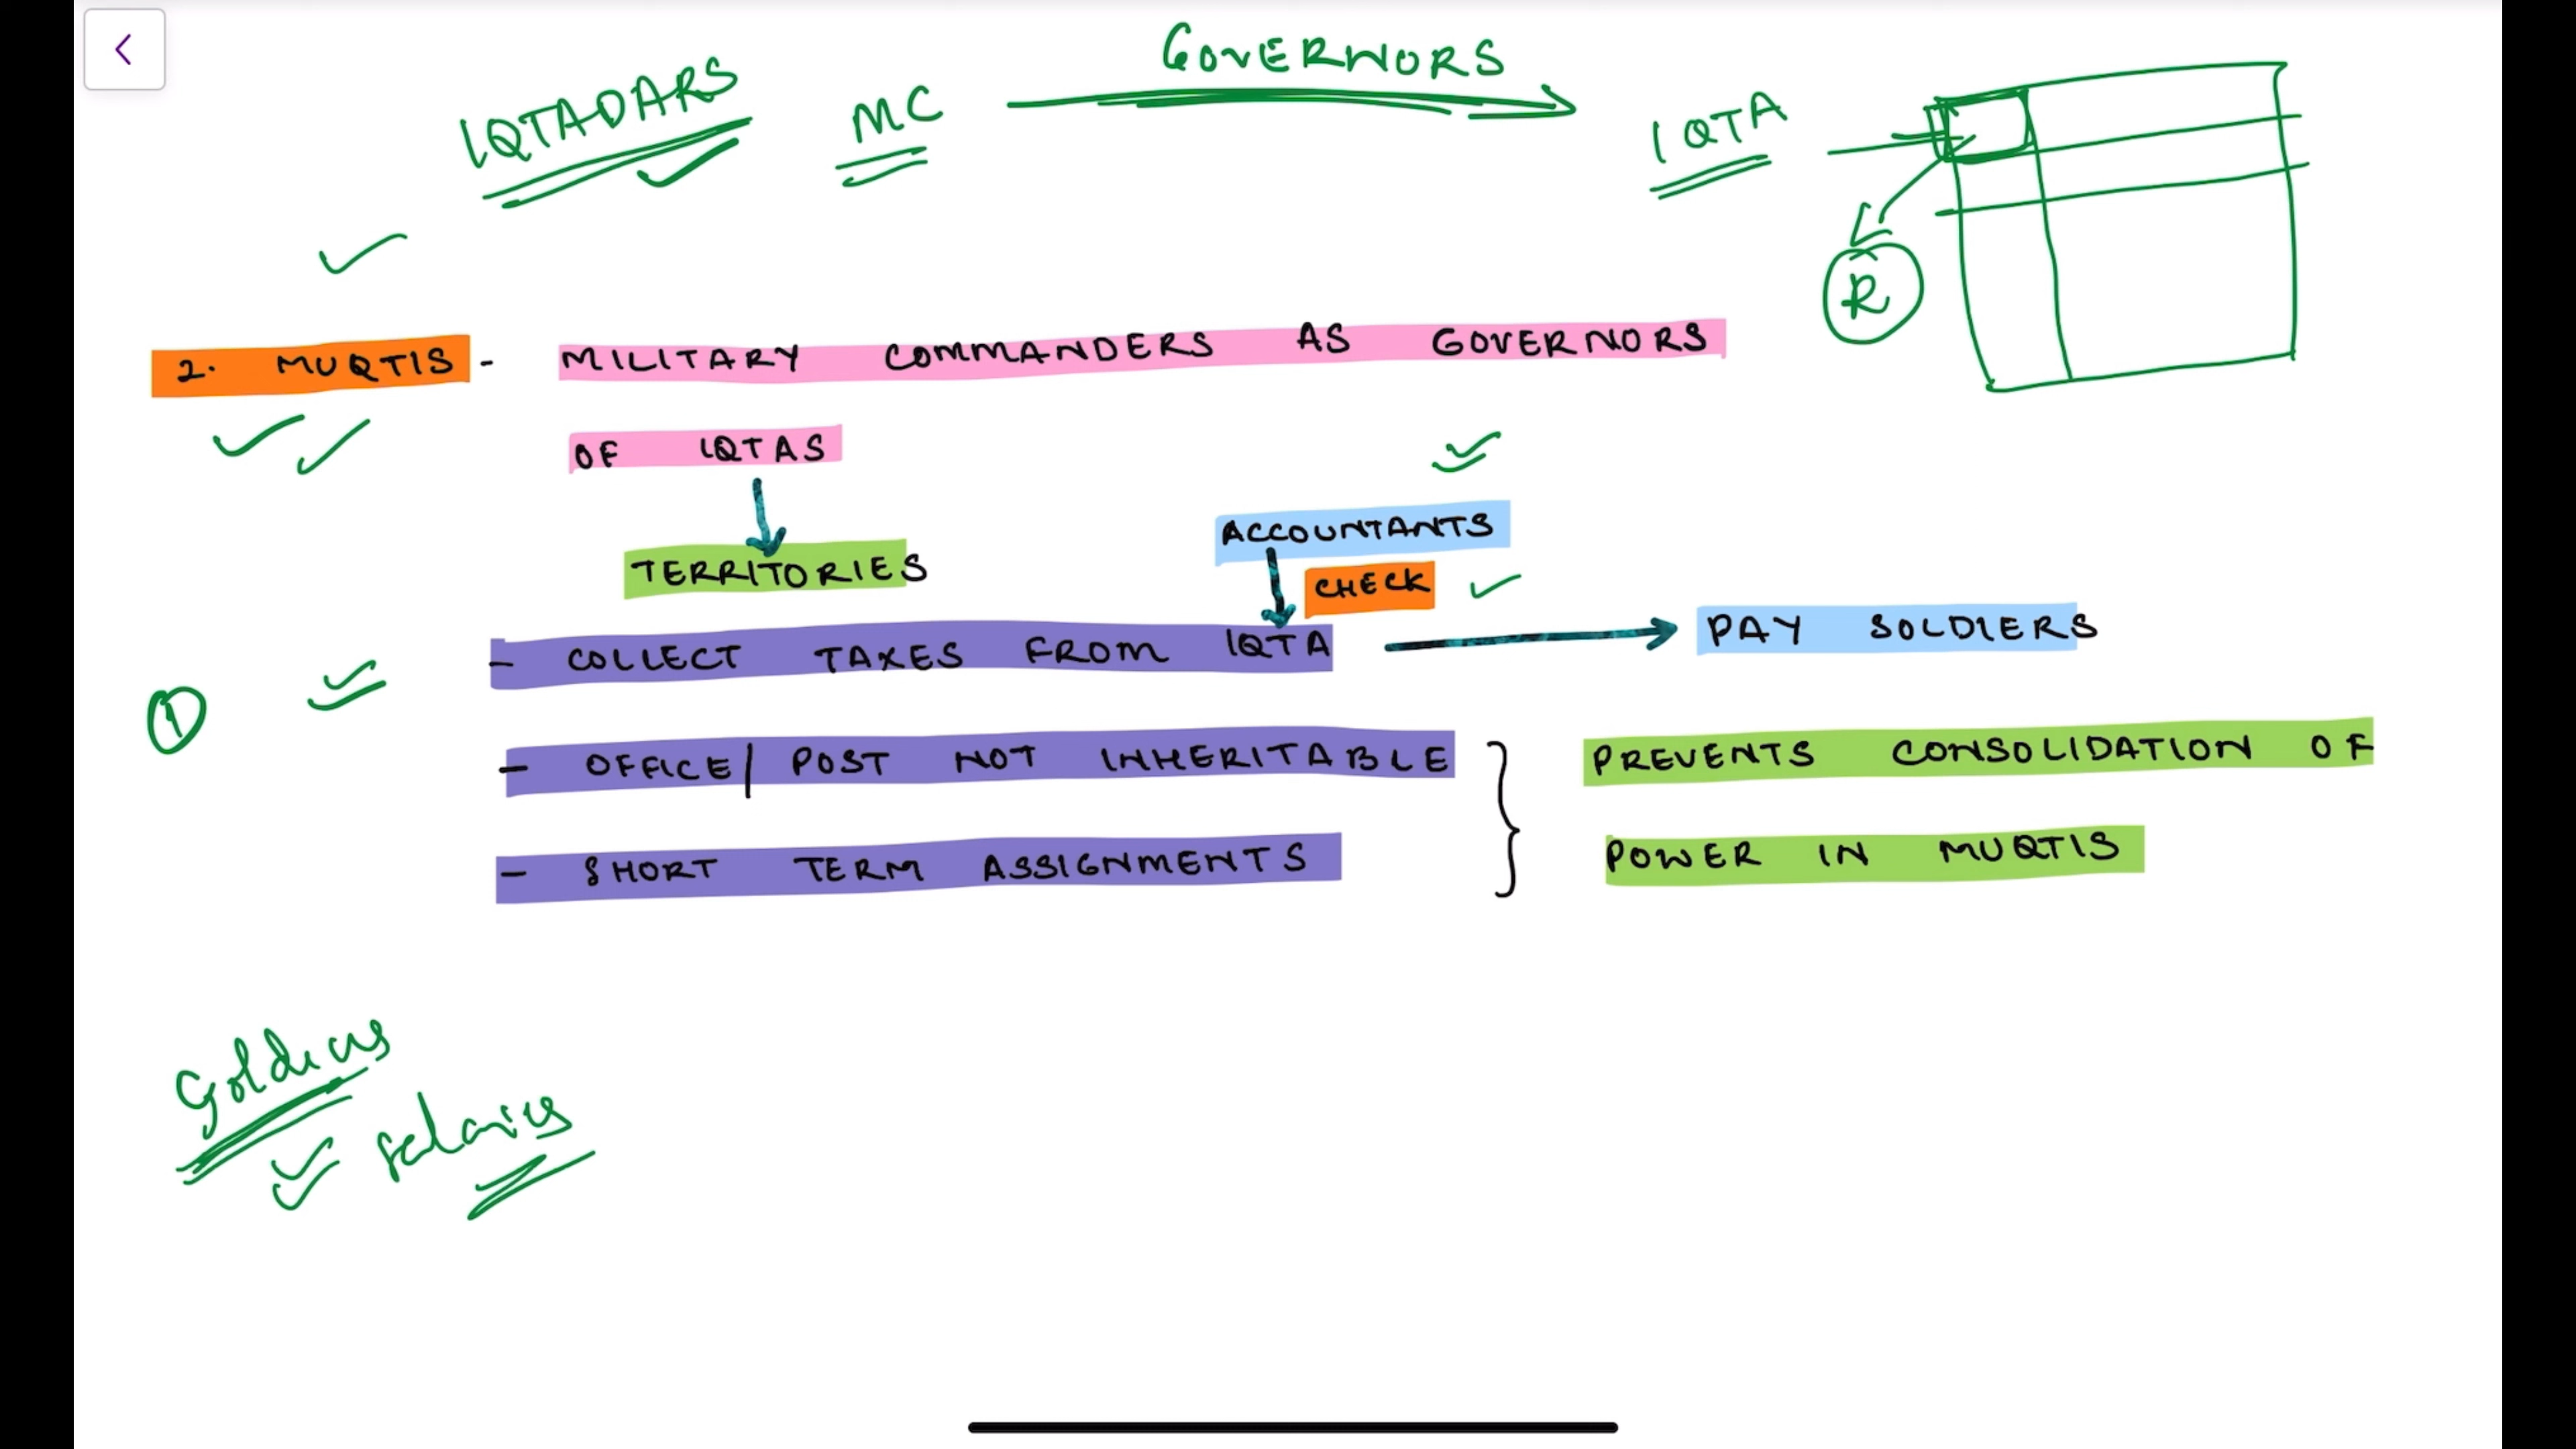 GOVERNORS
IQTADARS MC IQTA
R
2. MUQTIS - MILITARY COMMANDERS AS GOVERNORS
OF IQTAS
ACCOUNTANTS
TERRITORIES CHECK
- COLLECT TAXES FROM IQTA PAY SOLDIERS
1
- OFFICE/ POST NOT INHERITABLE PREVENTS CONSOLIDATION OF
- SHORT TERM ASSIGNMENTS POWER IN MUQTIS
salaries